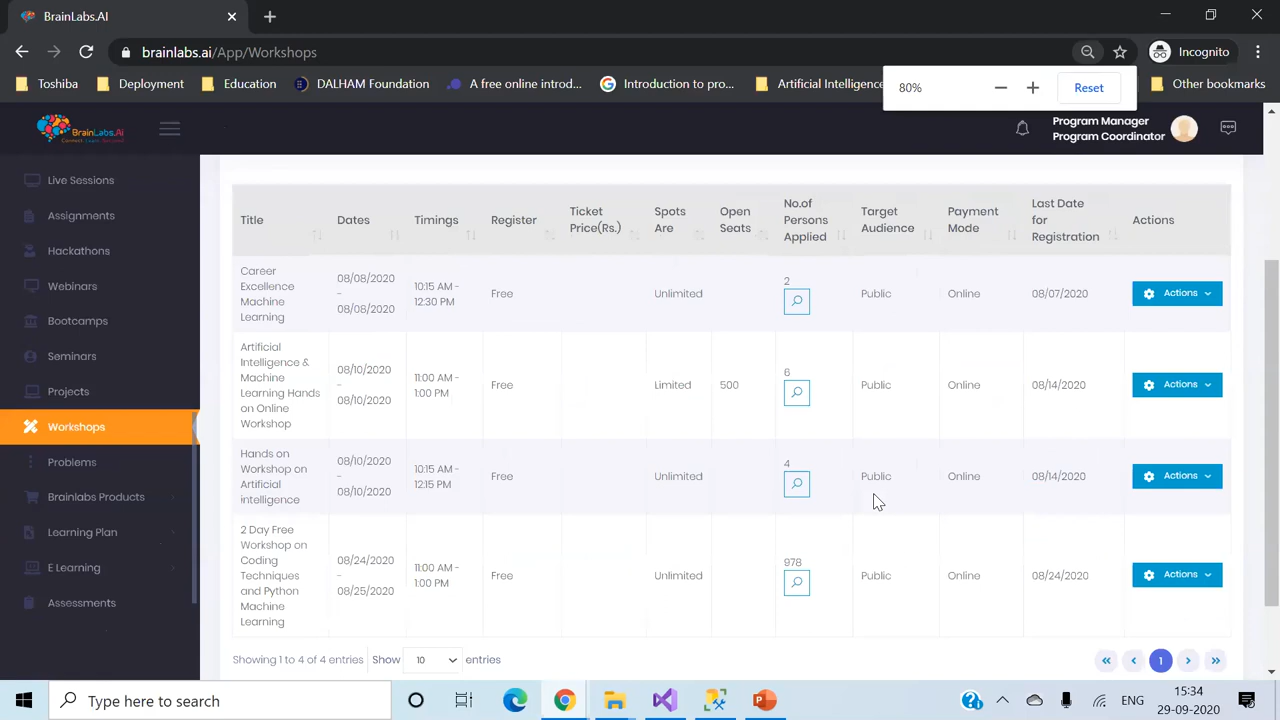 BrainLabs.AI
brainlabs.ai/App/Workshops
Incognito
Toshiba
Deployment
Education
DALHAM Foundation
A free online introd...
Introduction to pro...
Artificial Intelligence
Other bookmarks
80%
Reset
BrainLabs.AI
Program Manager
Program Coordinator
Live Sessions
Assignments
Hackathons
Webinars
Bootcamps
Seminars
Projects
Workshops
Problems
Brainlabs Products
Learning Plan
E Learning
Assessments
Title
Dates
Timings
Register
Ticket
Price(Rs.)
Spots
Are
Open
Seats
No.of
Persons
Applied
Target
Audience
Payment
Mode
Last Date
for
Registration
Actions
Career
Excellence
Machine
Learning
08/08/2020
-
08/08/2020
10:15 AM -
12:30 PM
Free
Unlimited
2
Public
Online
08/07/2020
Actions
Artificial
Intelligence &
Machine
Learning Hands
on Online
Workshop
08/10/2020
-
08/10/2020
11:00 AM -
1:00 PM
Free
Limited
500
6
Public
Online
08/14/2020
Actions
Hands on
Workshop on
Artificial
intelligence
08/10/2020
-
08/10/2020
10:15 AM -
12:15 PM
Free
Unlimited
4
Public
Online
08/14/2020
Actions
2 Day Free
Workshop on
Coding
Techniques
and Python
Machine
Learning
08/24/2020
-
08/25/2020
11:00 AM -
1:00 PM
Free
Unlimited
978
Public
Online
08/24/2020
Actions
Showing 1 to 4 of 4 entries
Show 10 entries
1
Type here to search
ENG
15:34
29-09-2020